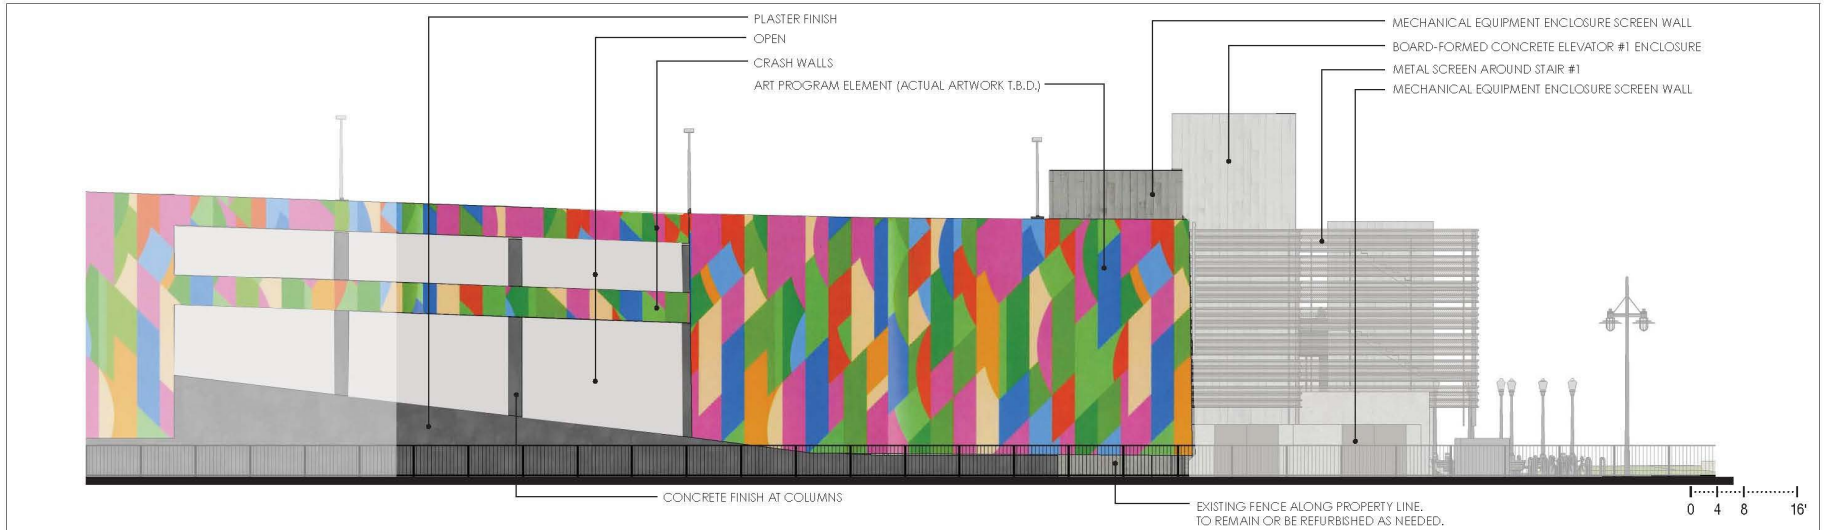 PLASTER FINISH
OPEN
CRASH WALLS
ART PROGRAM ELEMENT (ACTUAL ARTWORK T.B.D.)
MECHANICAL EQUIPMENT ENCLOSURE SCREEN WALL
BOARD-FORMED CONCRETE ELEVATOR #1 ENCLOSURE
METAL SCREEN AROUND STAIR #1
MECHANICAL EQUIPMENT ENCLOSURE SCREEN WALL
CONCRETE FINISH AT COLUMNS
EXISTING FENCE ALONG PROPERTY LINE.
TO REMAIN OR BE REFURBISHED AS NEEDED.
0 4 8 16'